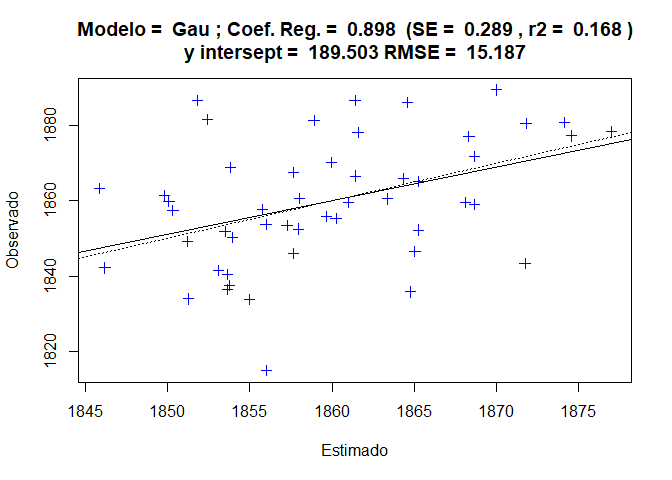 Modelo = Gau ; Coef. Reg. = 0.898 (SE = 0.289 , r2 = 0.168 )
y intersept = 189.503 RMSE = 15.187
Observado
1880
1860
1840
1820
1845 1850 1855 1860 1865 1870 1875
Estimado